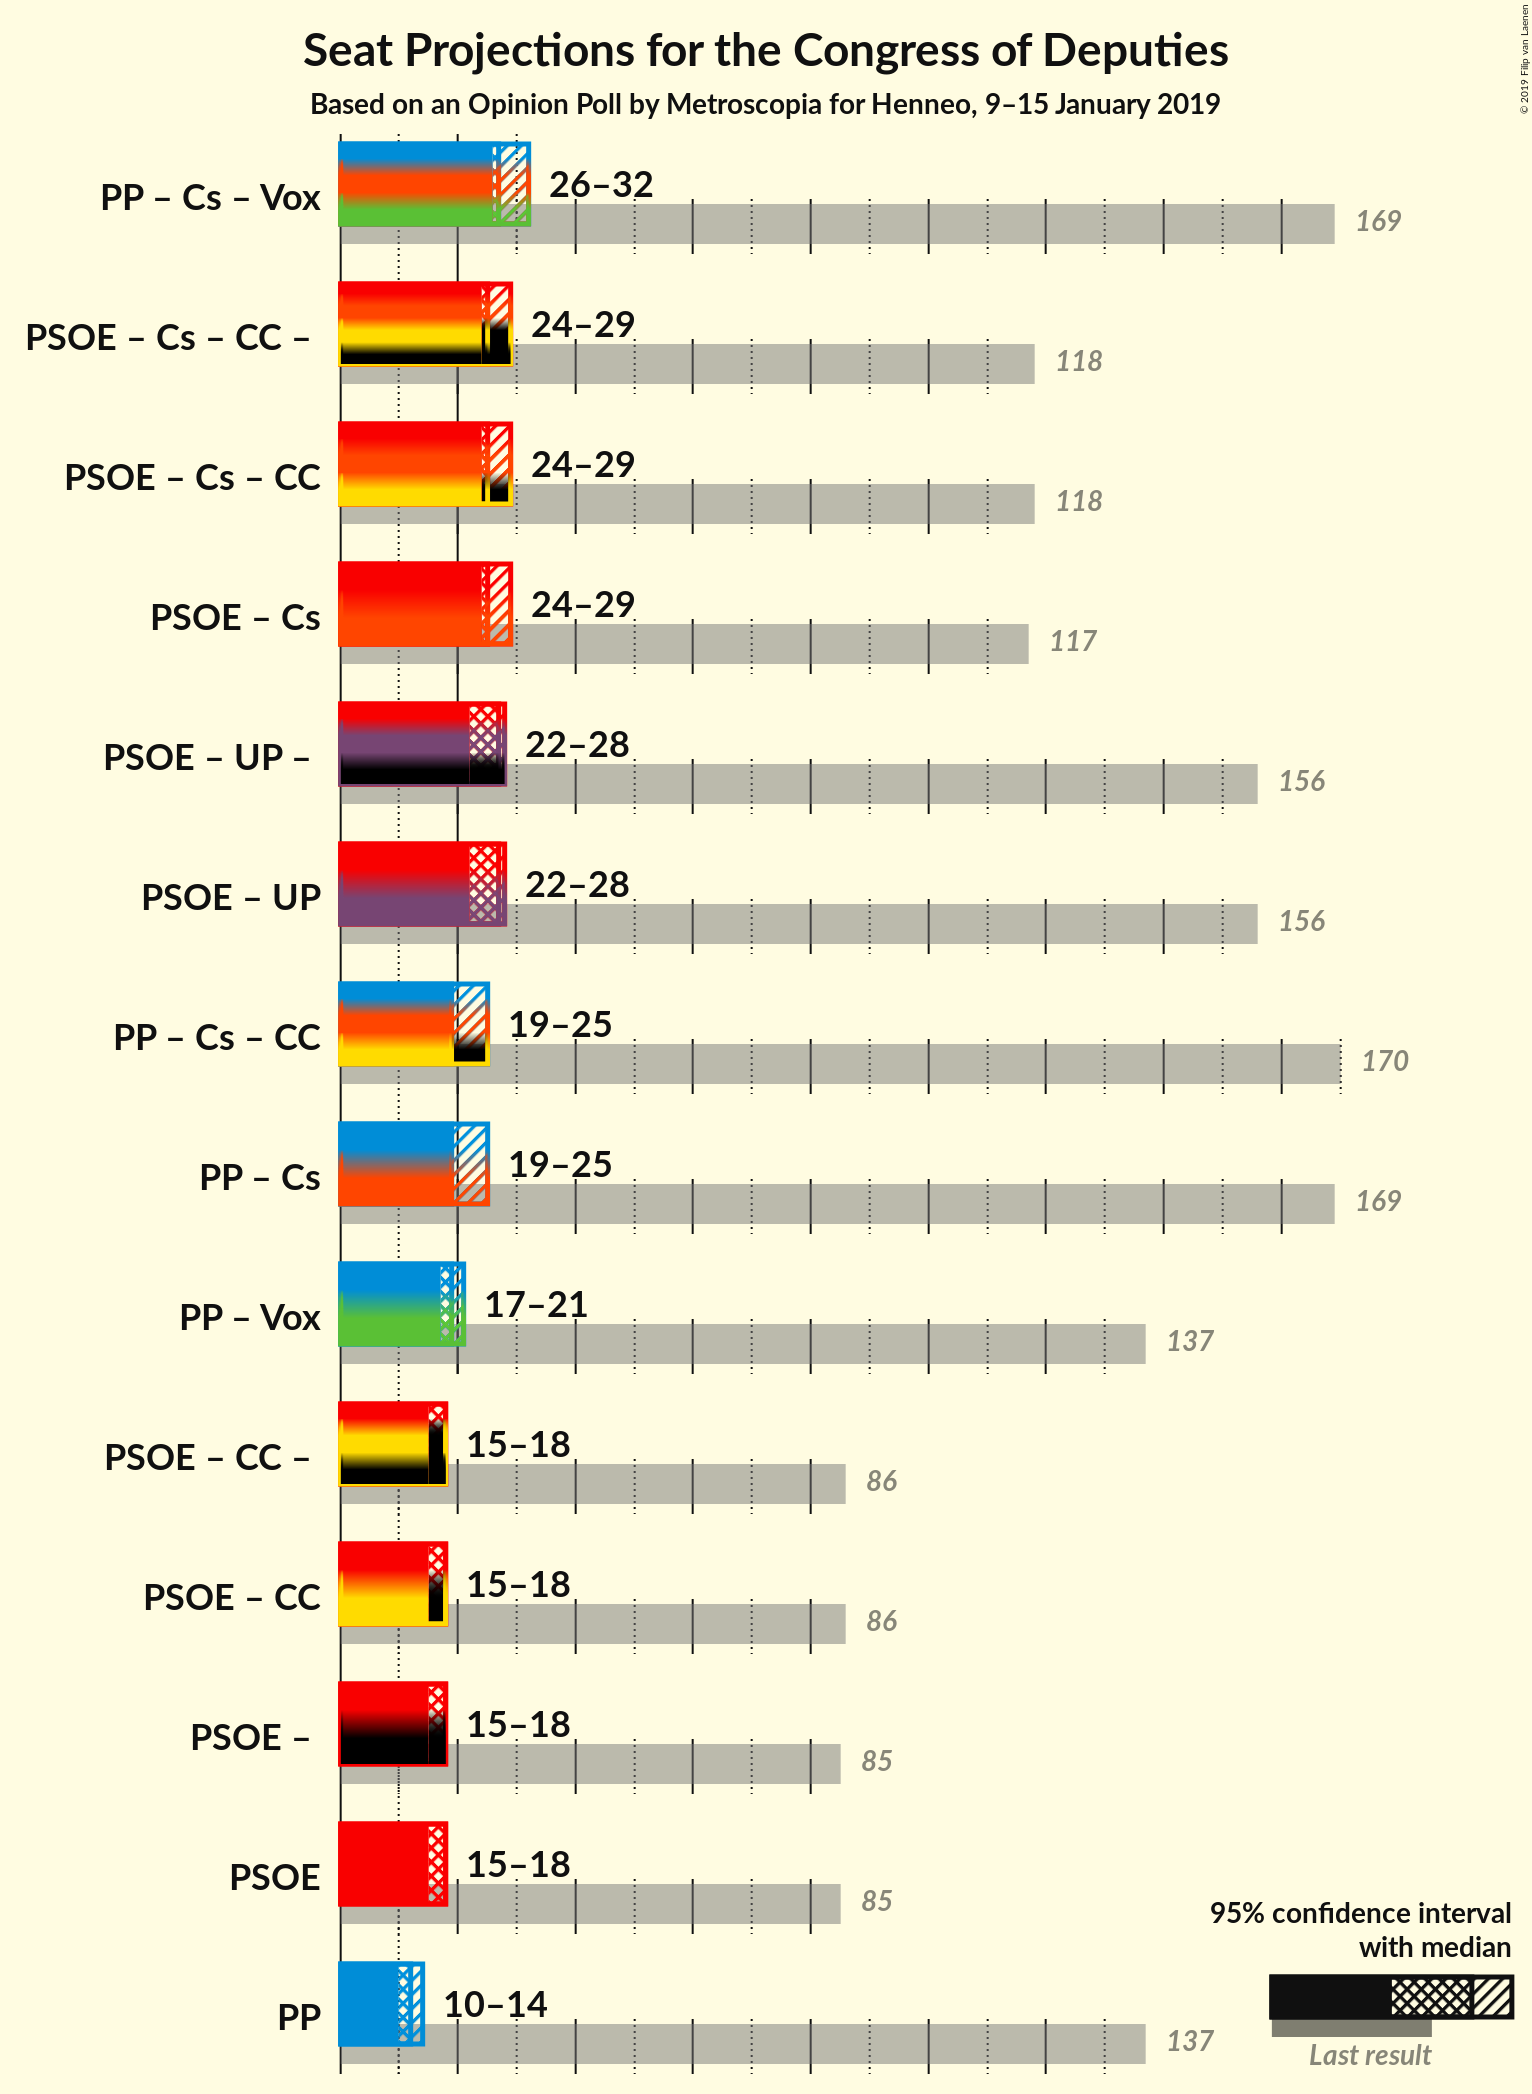 Seat Projections for the Congress of Deputies
Based on an Opinion Poll by Metroscopia for Henneo, 9–15 January 2019
© 2019 Filip van Laenen
PP – Cs – Vox 26–32 169
PSOE – Cs – CC – 24–29 118
PSOE – Cs – CC 24–29 118
PSOE – Cs 24–29 117
PSOE – UP – 22–28 156
PSOE – UP 22–28 156
PP – Cs – CC 19–25 170
PP – Cs 19–25 169
PP – Vox 17–21 137
PSOE – CC – 15–18 86
PSOE – CC 15–18 86
PSOE – 15–18 85
PSOE 15–18 85
PP 10–14 137
95% confidence interval
with median
Last result